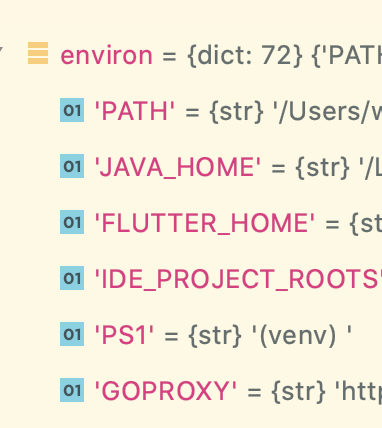 environ = {dict: 72} {'PATH
01 'PATH' = {str} '/Users/w
01 'JAVA_HOME' = {str} '/L
01 'FLUTTER_HOME' = {st
01 'IDE_PROJECT_ROOTS'
01 'PS1' = {str} '(venv) '
01 'GOPROXY' = {str} 'http